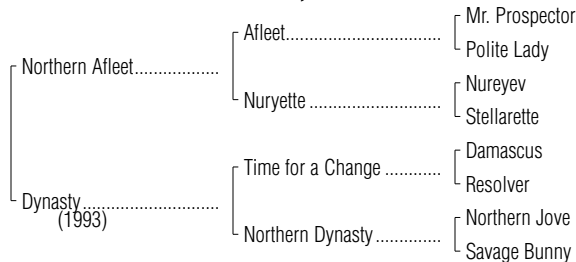 Mr. Prospector
Afleet
Polite Lady
Northern Afleet
Nureyev
Nuryette
Stellarette
Damascus
Time for a Change
Resolver
Dynasty
(1993)
Northern Jove
Northern Dynasty
Savage Bunny